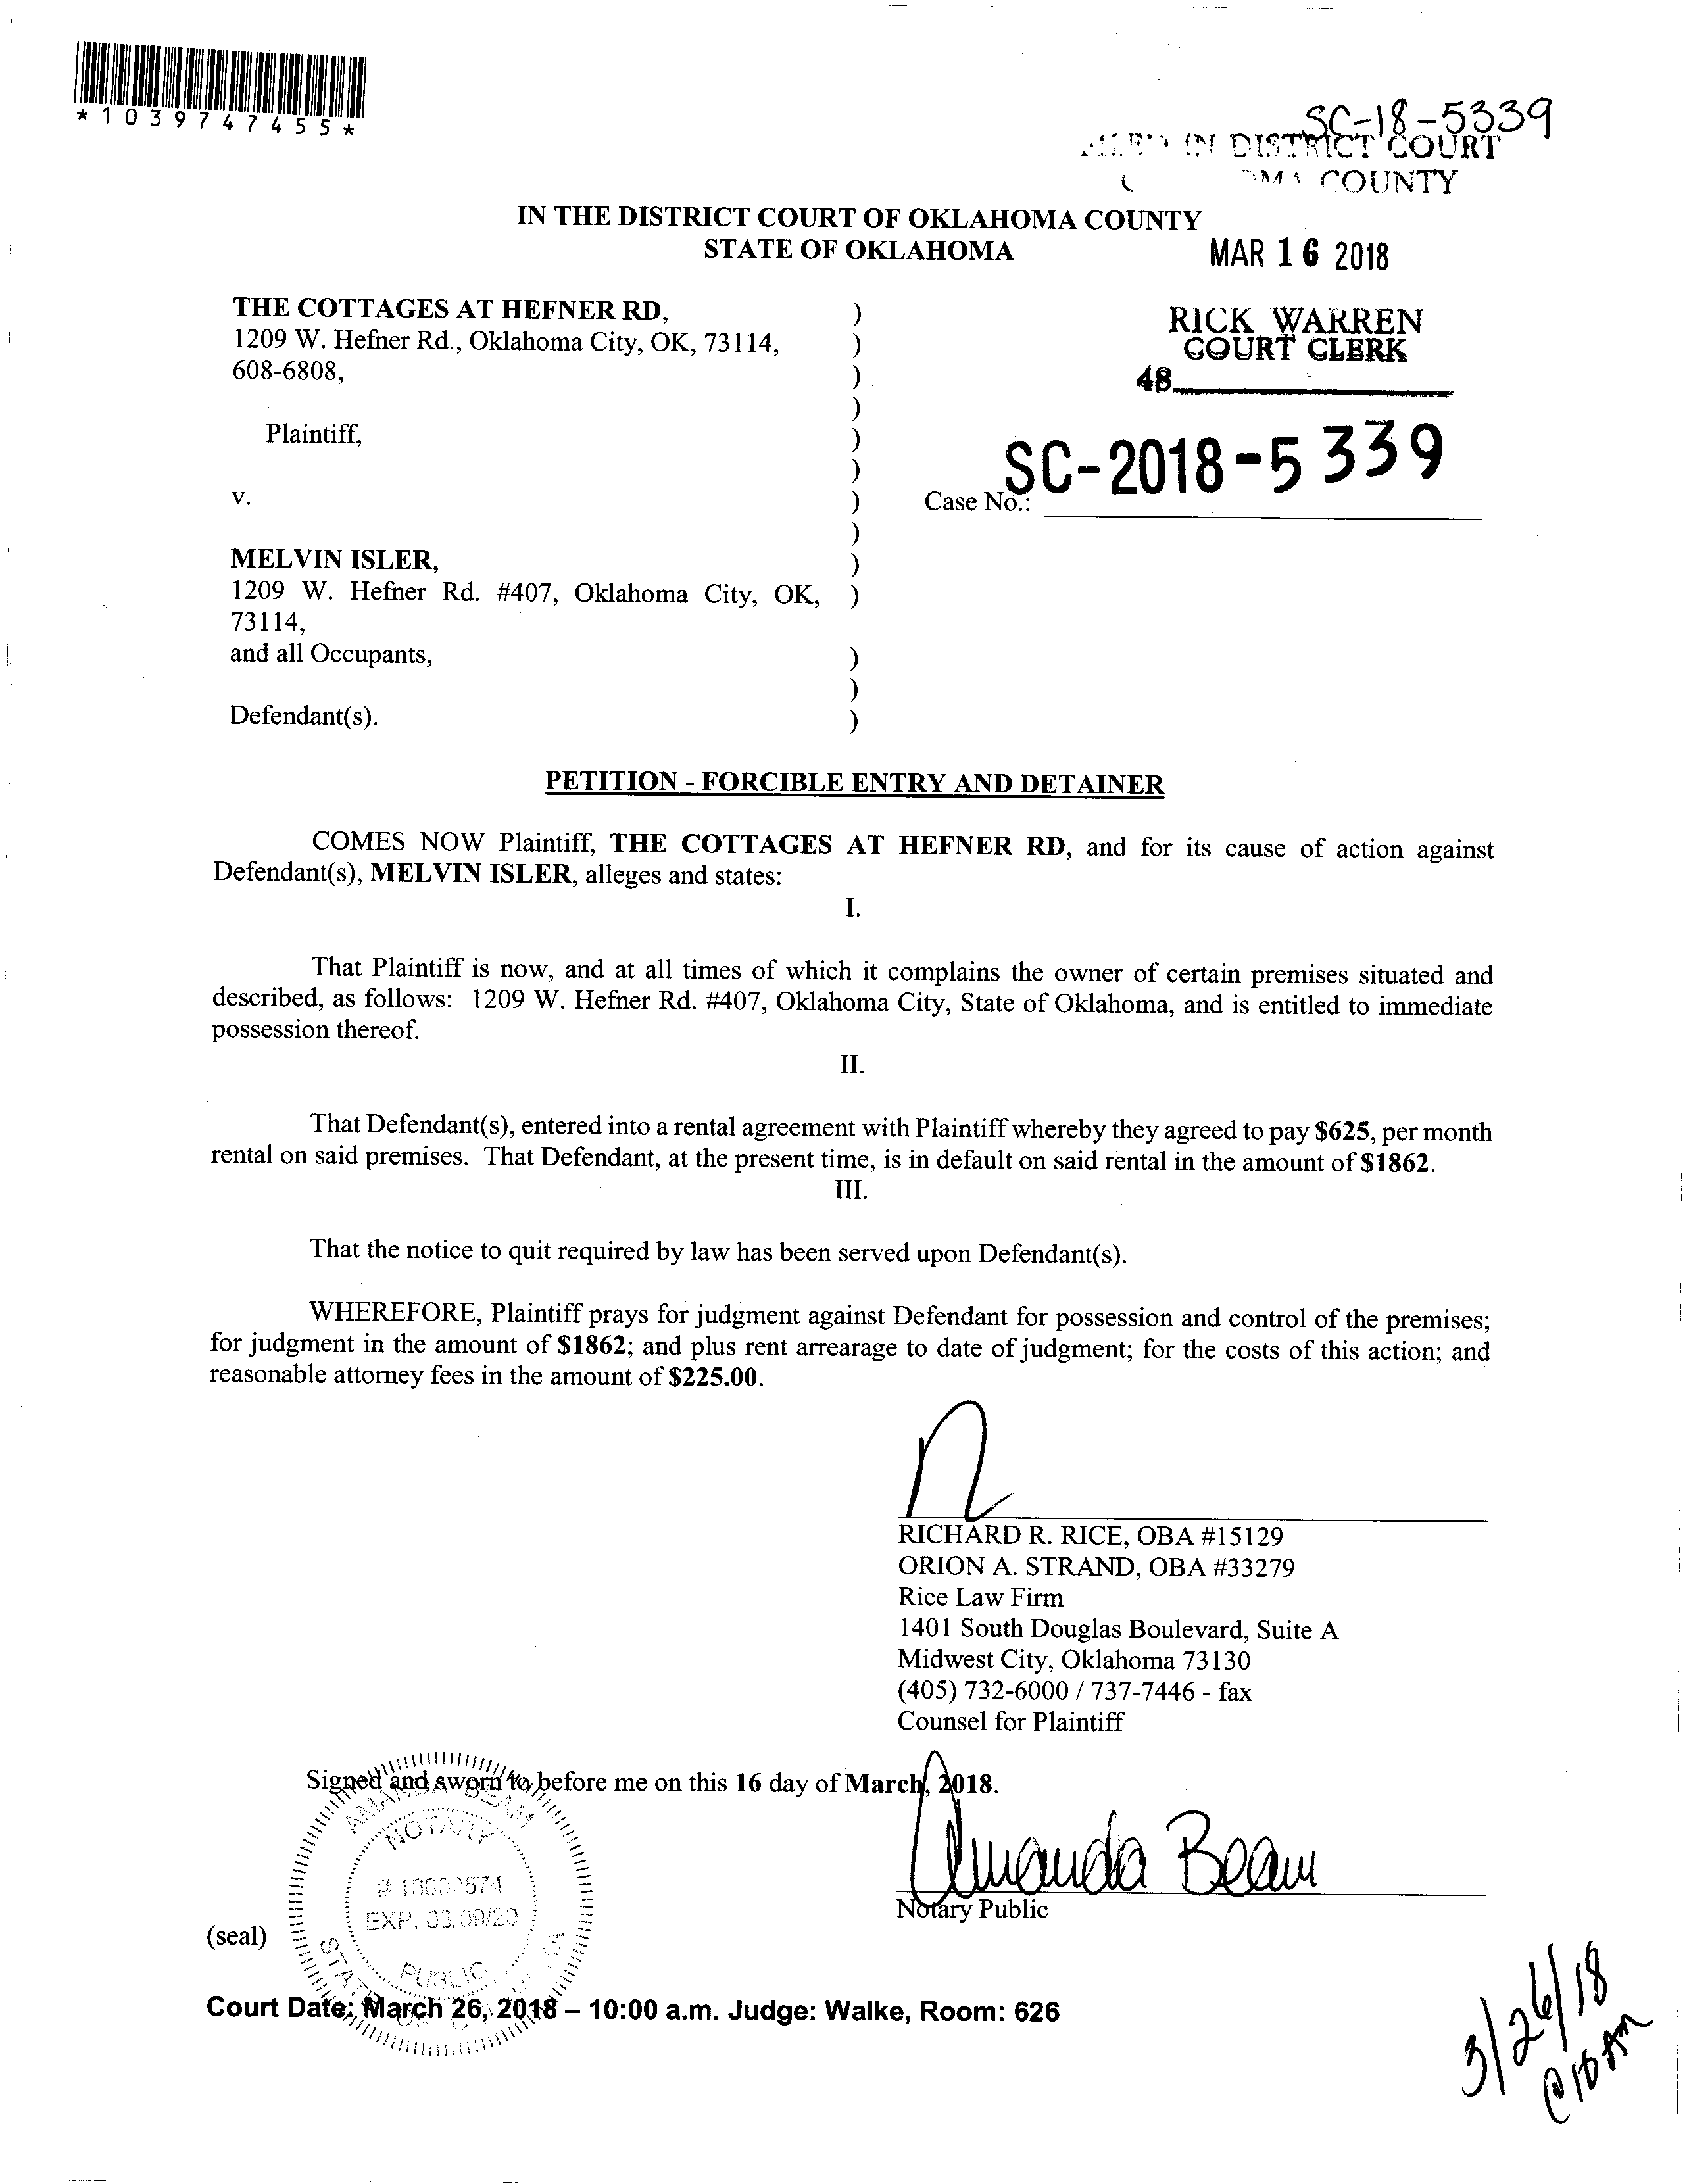 *1039747455*
SC-18-5339
IN DISTRICT COURT
COUNTY
IN THE DISTRICT COURT OF OKLAHOMA COUNTY
STATE OF OKLAHOMA
MAR 16 2018
THE COTTAGES AT HEFNER RD, )
1209 W. Hefner Rd., Oklahoma City, OK, 73114, )
608-6808, )
RICK WARREN
COURT CLERK
48
)
Plaintiff, )
)
v. )
Case No.: SC-2018-5339
)
MELVIN ISLER, )
1209 W. Hefner Rd. #407, Oklahoma City, OK, )
73114,
and all Occupants, )
)
Defendant(s). )
PETITION - FORCIBLE ENTRY AND DETAINER
COMES NOW Plaintiff, THE COTTAGES AT HEFNER RD, and for its cause of action against
Defendant(s), MELVIN ISLER, alleges and states:
I.
That Plaintiff is now, and at all times of which it complains the owner of certain premises situated and
described, as follows: 1209 W. Hefner Rd. #407, Oklahoma City, State of Oklahoma, and is entitled to immediate
possession thereof.
II.
That Defendant(s), entered into a rental agreement with Plaintiff whereby they agreed to pay $625, per month
rental on said premises. That Defendant, at the present time, is in default on said rental in the amount of $1862.
III.
That the notice to quit required by law has been served upon Defendant(s).
WHEREFORE, Plaintiff prays for judgment against Defendant for possession and control of the premises;
for judgment in the amount of $1862; and plus rent arrearage to date of judgment; for the costs of this action; and
reasonable attorney fees in the amount of $225.00.
RICHARD R. RICE, OBA #15129
ORION A. STRAND, OBA #33279
Rice Law Firm
1401 South Douglas Boulevard, Suite A
Midwest City, Oklahoma 73130
(405) 732-6000 / 737-7446 - fax
Counsel for Plaintiff
Signed and sworn to before me on this 16 day of March, 2018.
AMANDA BEAM
NOTARY
EXP. 03/09/20
PUBLIC
STATE OF
Amanda Beam
Notary Public
(seal)
Court Date: March 26, 2018 – 10:00 a.m. Judge: Walke, Room: 626
3/26/18
@10 AM